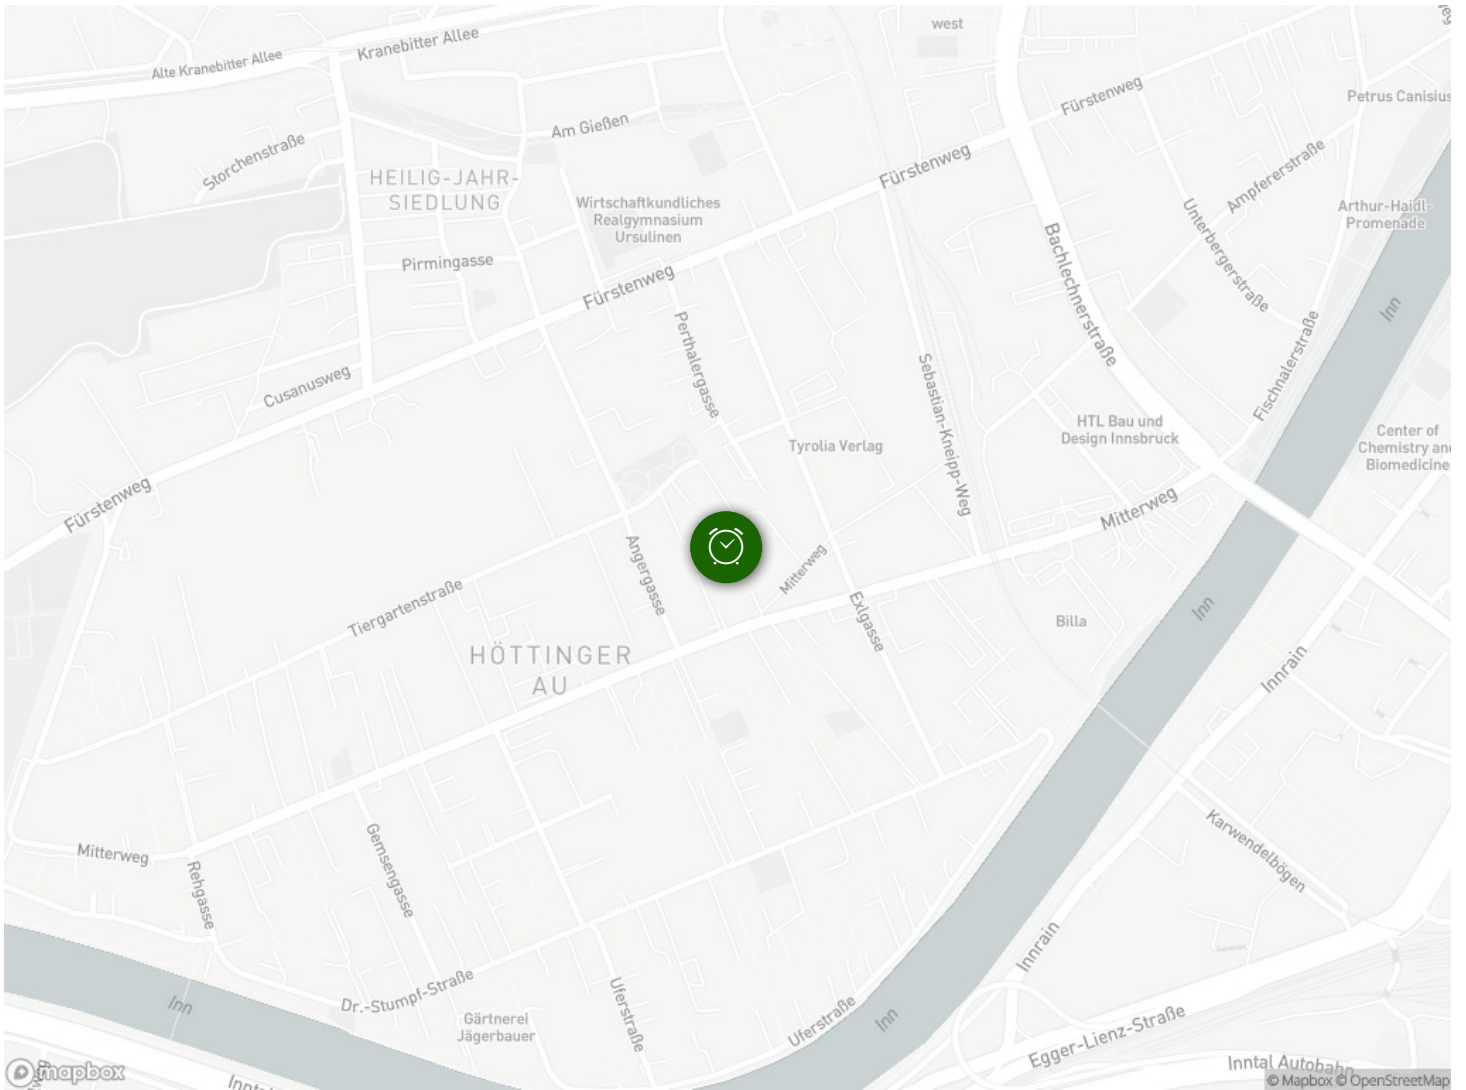 west
Kranebitter Allee
Alte Kranebitter Allee
Fürstenweg
Petrus Canisius
Am Gießen
Storchenstraße
HEILIG-JAHR-
SIEDLUNG
Fürstenweg
Ampfererstraße
Wirtschaftkundliches
Realgymnasium
Ursulinen
Arthur-Haidl-
Promenade
Unterbergerstraße
Bachlechnerstraße
Pirmingasse
Fürstenweg
Inn
Perthalergasse
Fischnalerstraße
Cusanusweg
Sebastian-Kneipp-Weg
HTL Bau und
Design Innsbruck
Center of
Chemistry and
Biomedicine
Tyrolia Verlag
Fürstenweg
Mitterweg
Angergasse
Mitterweg
Tiergartenstraße
Exlgasse
Inn
Billa
HÖTTINGER
AU
Innrain
Mitterweg
Gemsengasse
Rehgasse
Karwendelbögen
Innrain
Dr.-Stumpf-Straße
Inn
Gärtnerei
Jägerbauer
Uferstraße
Uferstraße
Inn
Egger-Lienz-Straße
Inntal Autobahn
mapbox
© Mapbox © OpenStreetMap